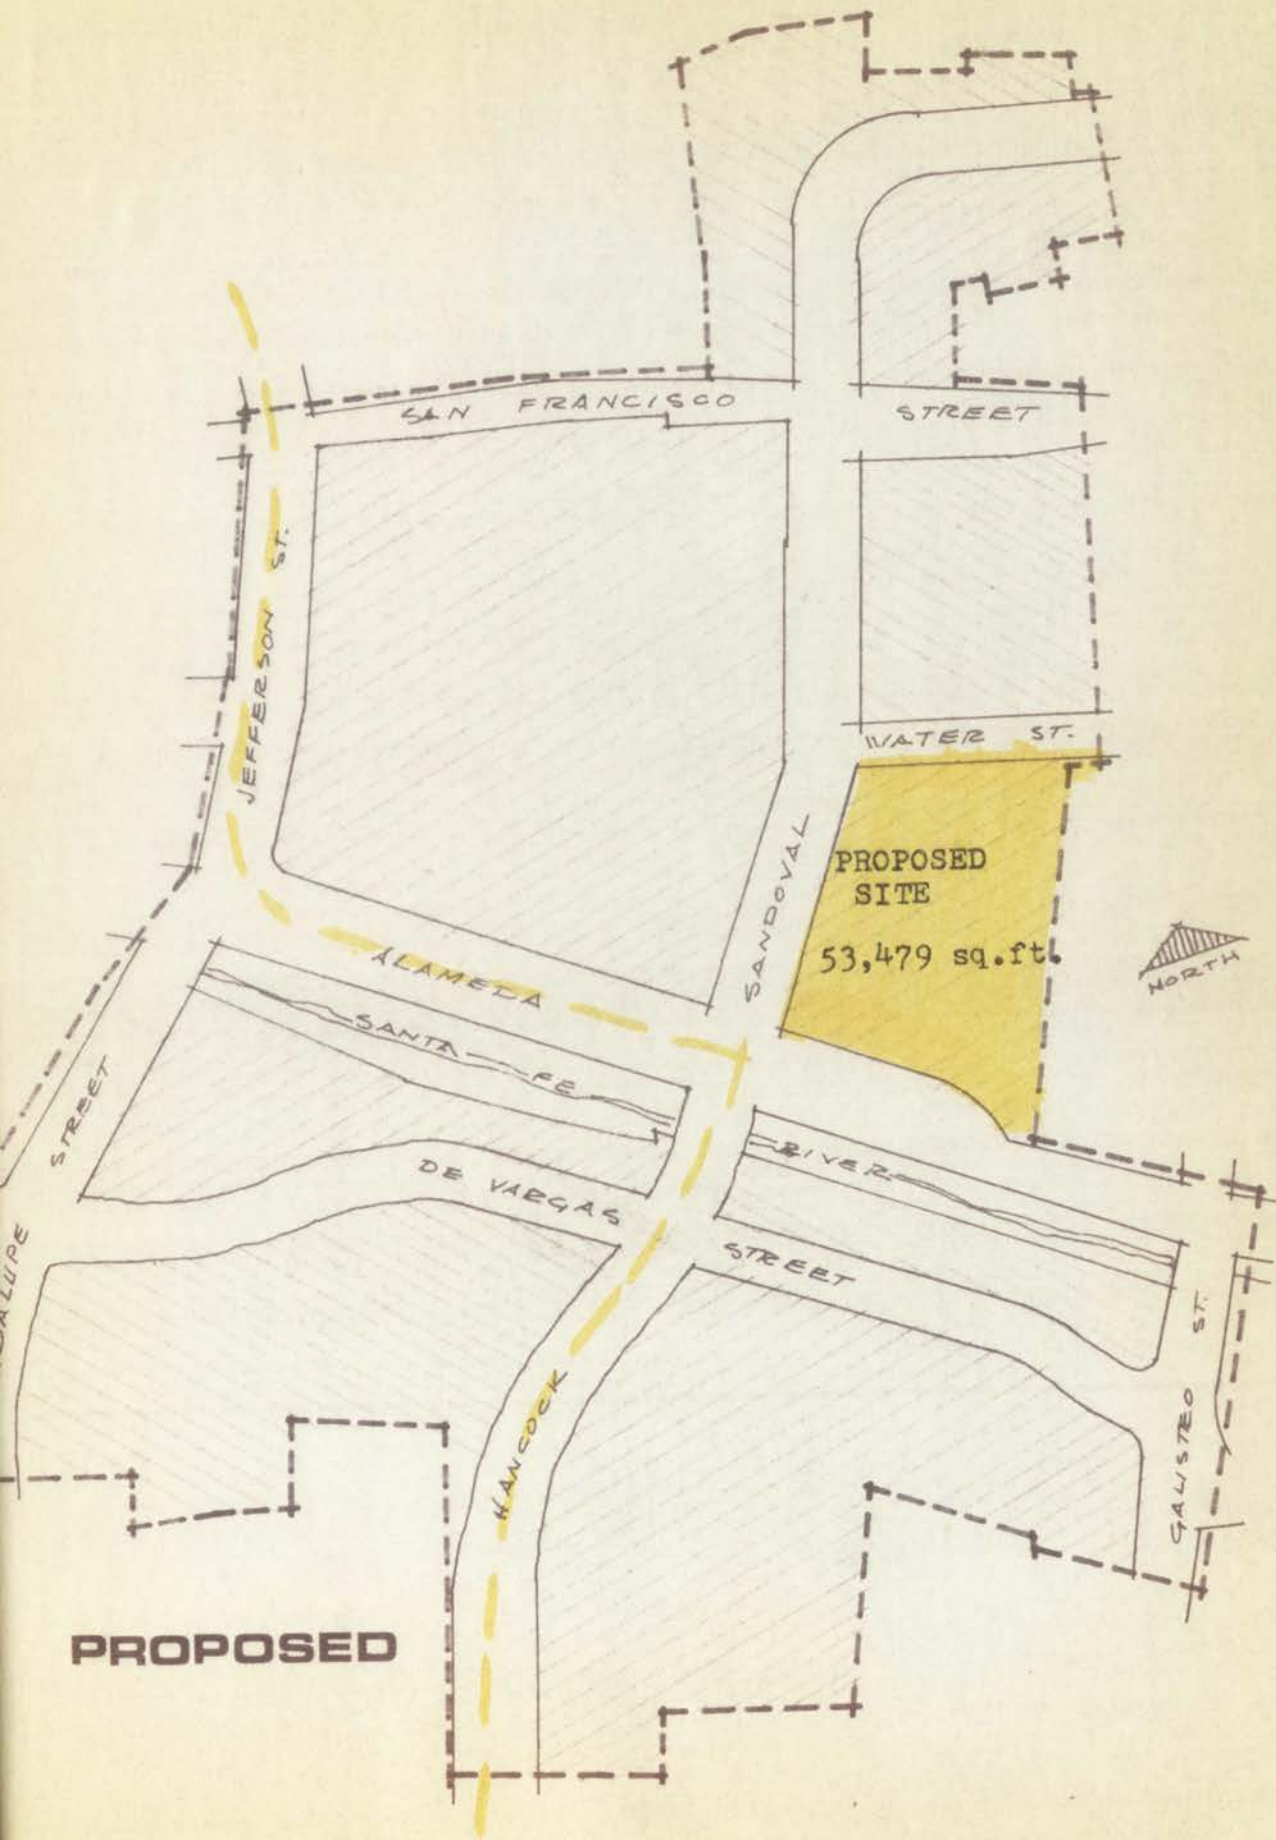 SAN FRANCISCO STREET
JEFFERSON ST.
WATER ST.
SANDOVAL
PROPOSED
SITE
53,479 sq.ft.
NORTH
ALAMEDA
SANTA FE RIVER
STREET
DE VARGAS STREET
HANCOCK
GALISTEO ST.
PROPOSED